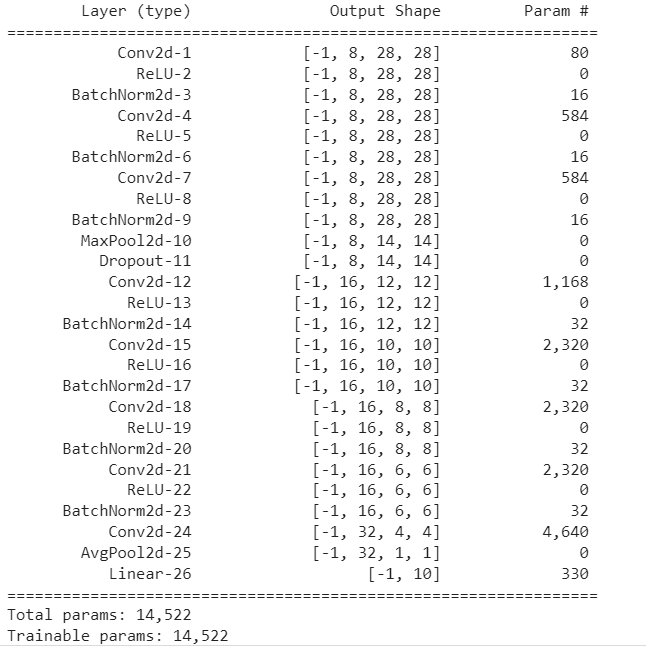 Layer (type) Output Shape Param #
================================================================
Conv2d-1 [-1, 8, 28, 28] 80
ReLU-2 [-1, 8, 28, 28] 0
BatchNorm2d-3 [-1, 8, 28, 28] 16
Conv2d-4 [-1, 8, 28, 28] 584
ReLU-5 [-1, 8, 28, 28] 0
BatchNorm2d-6 [-1, 8, 28, 28] 16
Conv2d-7 [-1, 8, 28, 28] 584
ReLU-8 [-1, 8, 28, 28] 0
BatchNorm2d-9 [-1, 8, 28, 28] 16
MaxPool2d-10 [-1, 8, 14, 14] 0
Dropout-11 [-1, 8, 14, 14] 0
Conv2d-12 [-1, 16, 12, 12] 1,168
ReLU-13 [-1, 16, 12, 12] 0
BatchNorm2d-14 [-1, 16, 12, 12] 32
Conv2d-15 [-1, 16, 10, 10] 2,320
ReLU-16 [-1, 16, 10, 10] 0
BatchNorm2d-17 [-1, 16, 10, 10] 32
Conv2d-18 [-1, 16, 8, 8] 2,320
ReLU-19 [-1, 16, 8, 8] 0
BatchNorm2d-20 [-1, 16, 8, 8] 32
Conv2d-21 [-1, 16, 6, 6] 2,320
ReLU-22 [-1, 16, 6, 6] 0
BatchNorm2d-23 [-1, 16, 6, 6] 32
Conv2d-24 [-1, 32, 4, 4] 4,640
AvgPool2d-25 [-1, 32, 1, 1] 0
Linear-26 [-1, 10] 330
================================================================
Total params: 14,522
Trainable params: 14,522